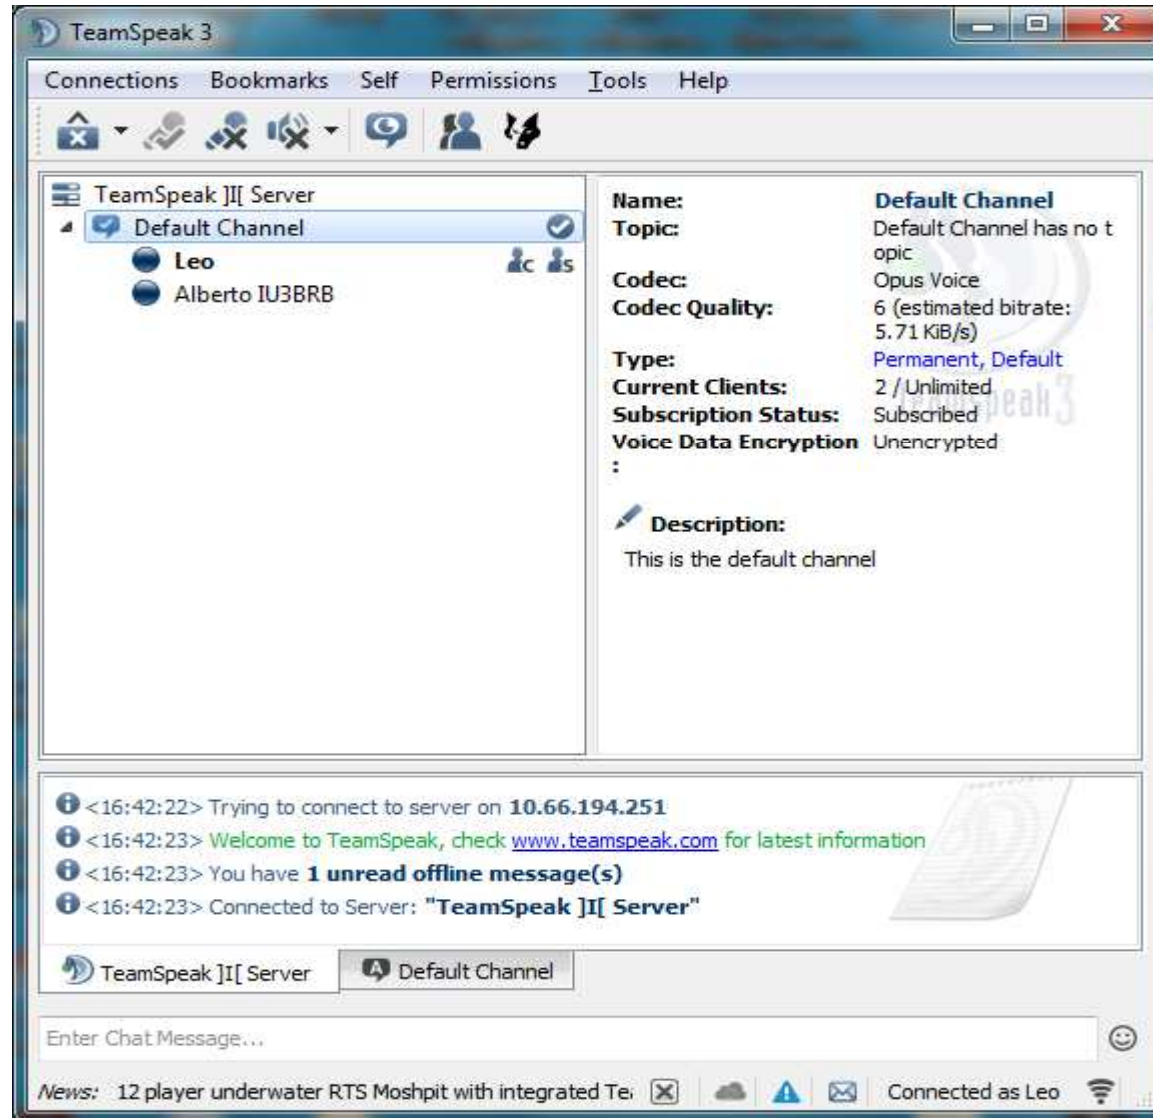 TeamSpeak 3
Connections Bookmarks Self Permissions Tools Help
TeamSpeak ]I[ Server
Default Channel
Leo
Alberto IU3BRB
Name: Default Channel
Topic: Default Channel has no t
opic
Codec: Opus Voice
Codec Quality: 6 (estimated bitrate:
5.71 KiB/s)
Type: Permanent, Default
Current Clients: 2 / Unlimited
Subscription Status: Subscribed
Voice Data Encryption Unencrypted
:
teamspeak 3
Description:
This is the default channel
<16:42:22> Trying to connect to server on 10.66.194.251
<16:42:23> Welcome to TeamSpeak, check www.teamspeak.com for latest information
<16:42:23> You have 1 unread offline message(s)
<16:42:23> Connected to Server: "TeamSpeak ]I[ Server"
TeamSpeak ]I[ Server Default Channel
Enter Chat Message...
News: 12 player underwater RTS Moshpit with integrated Te Connected as Leo